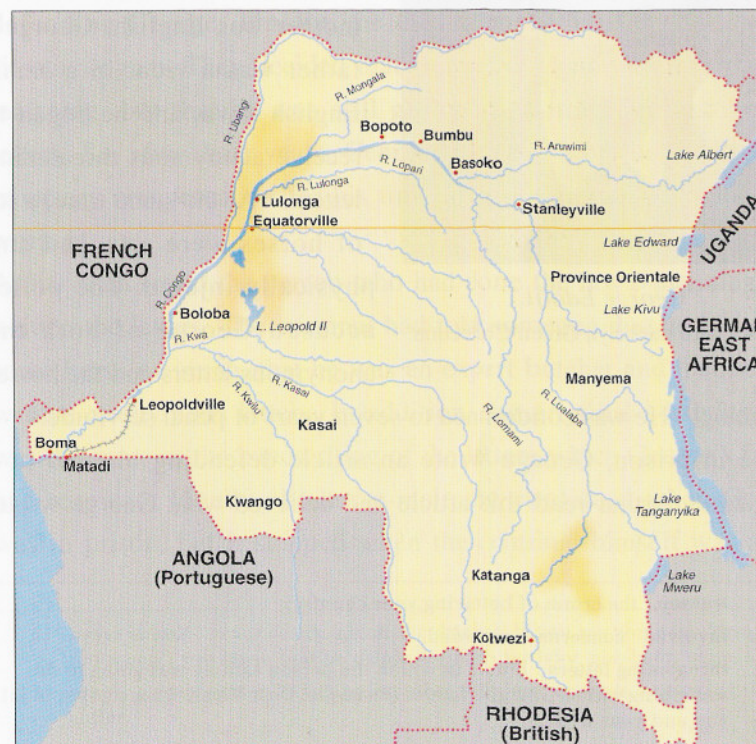 R. Ubangi
R. Mongala
Bopoto
Bumbu
Basoko
R. Aruwimi
Lake Albert
R. Lopari
R. Lulonga
Lulonga
Equatorville
Stanleyville
UGANDA
FRENCH
CONGO
Lake Edward
Province Orientale
R. Congo
Boloba
L. Leopold II
Lake Kivu
R. Kwa
GERMAN
EAST
AFRICA
Manyema
Leopoldville
R. Kwilu
R. Kasai
Kasai
R. Lomami
R. Lualaba
Boma
Matadi
Kwango
Lake
Tanganyika
ANGOLA
(Portuguese)
Katanga
Lake
Mweru
Kolwezi
RHODESIA
(British)